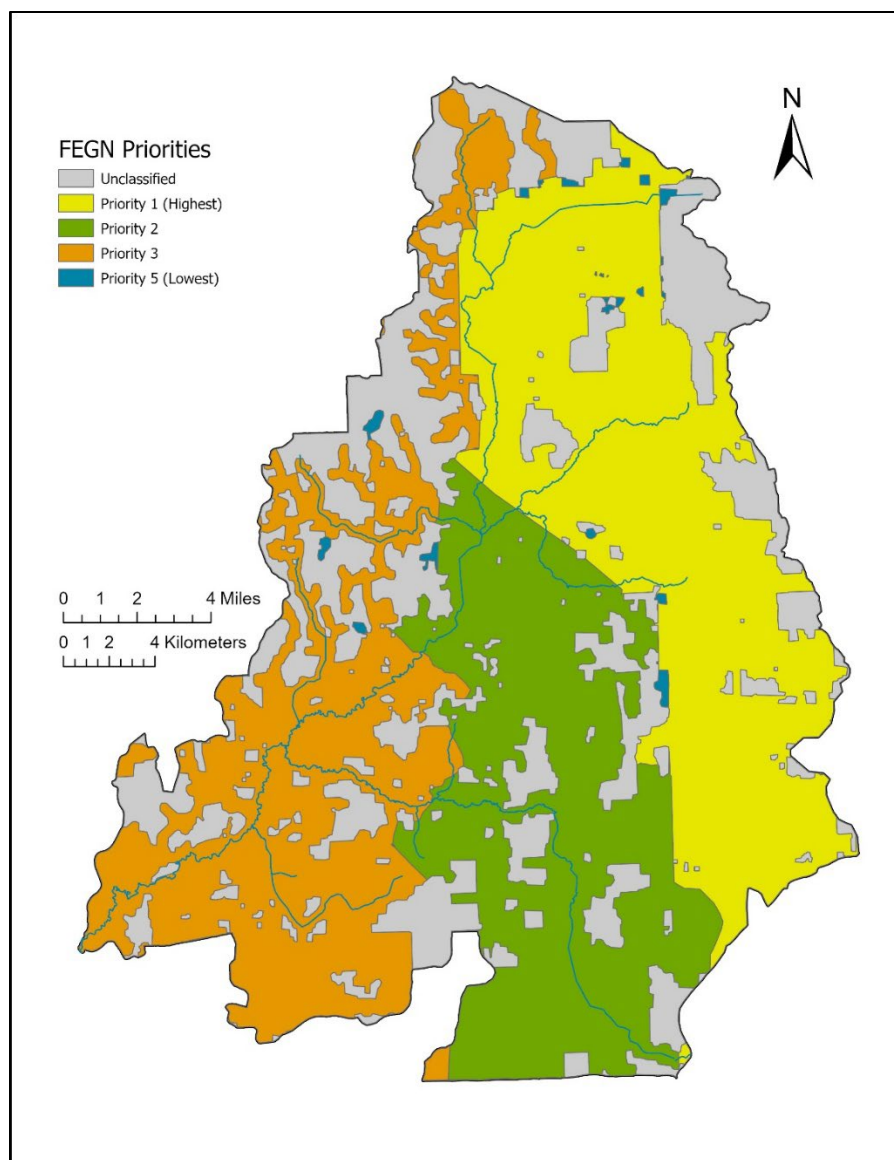 N
FEGN Priorities
Unclassified
Priority 1 (Highest)
Priority 2
Priority 3
Priority 5 (Lowest)
0 1 2 4 Miles
0 1 2 4 Kilometers